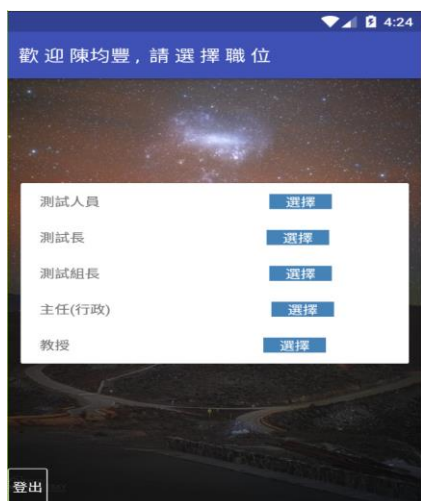 4:24
歡迎陳均豐,請選擇職位
測試人員 選擇
測試長 選擇
測試組長 選擇
主任(行政) 選擇
教授 選擇
登出